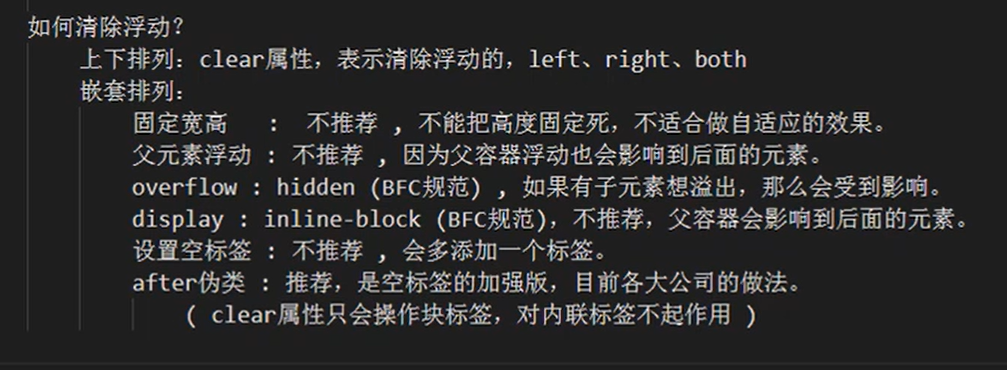 如何清除浮动?
上下排列: clear属性, 表示清除浮动的, left、right、both
嵌套排列:
固定宽高 : 不推荐 , 不能把高度固定死, 不适合做自适应的效果。
父元素浮动 : 不推荐 , 因为父容器浮动也会影响到后面的元素。
overflow : hidden (BFC规范) , 如果有子元素想溢出, 那么会受到影响。
display : inline-block (BFC规范), 不推荐, 父容器会影响到后面的元素。
设置空标签 : 不推荐 , 会多添加一个标签。
after伪类 : 推荐, 是空标签的加强版, 目前各大公司的做法。
( clear属性只会操作块标签, 对内联标签不起作用 )